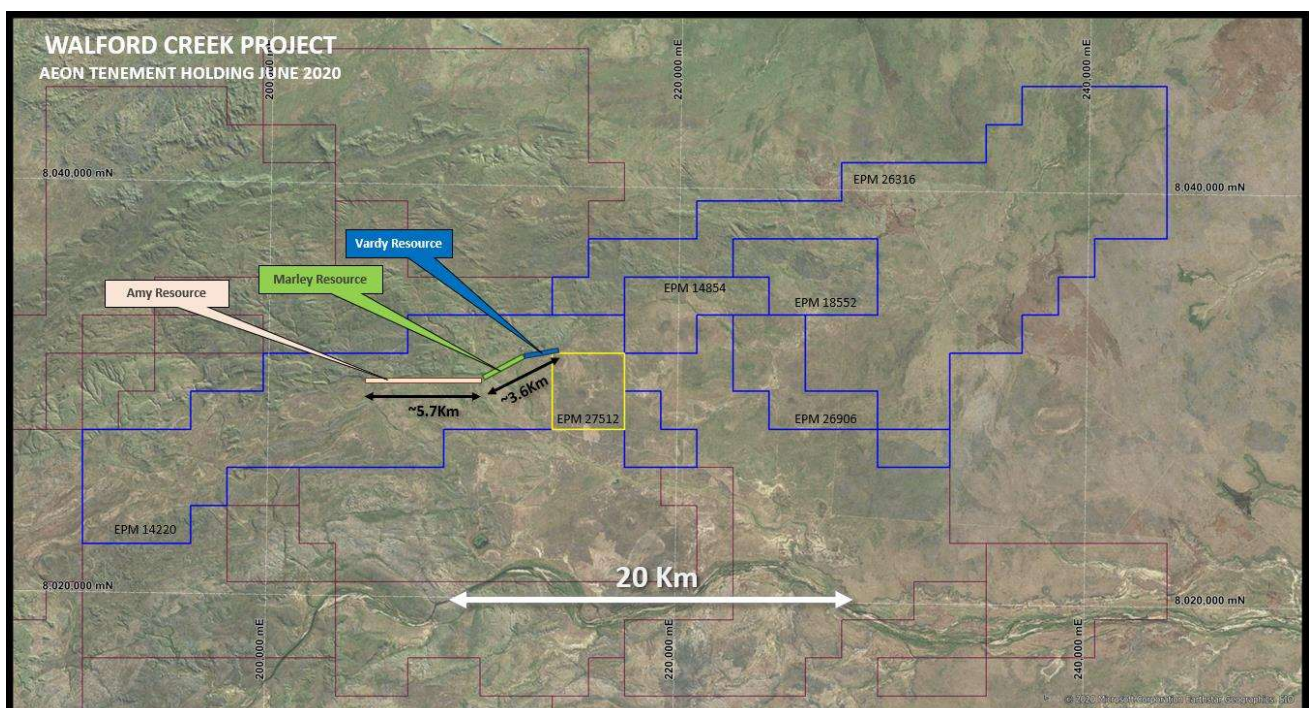 WALFORD CREEK PROJECT
AEON TENEMENT HOLDING JUNE 2020
200,000 mE
220,000 mE
240,000 mE
8,040,000 mN
8,040,000 mN
EPM 26316
Vardy Resource
Marley Resource
Amy Resource
EPM 14854
EPM 18552
~5.7Km
~3.6Km
EPM 27512
EPM 26906
EPM 14220
20 Km
8,020,000 mN
8,020,000 mN
200,000 mE
220,000 mE
240,000 mE
© 2020 Microsoft Corporation Earthstar Geographics SIO